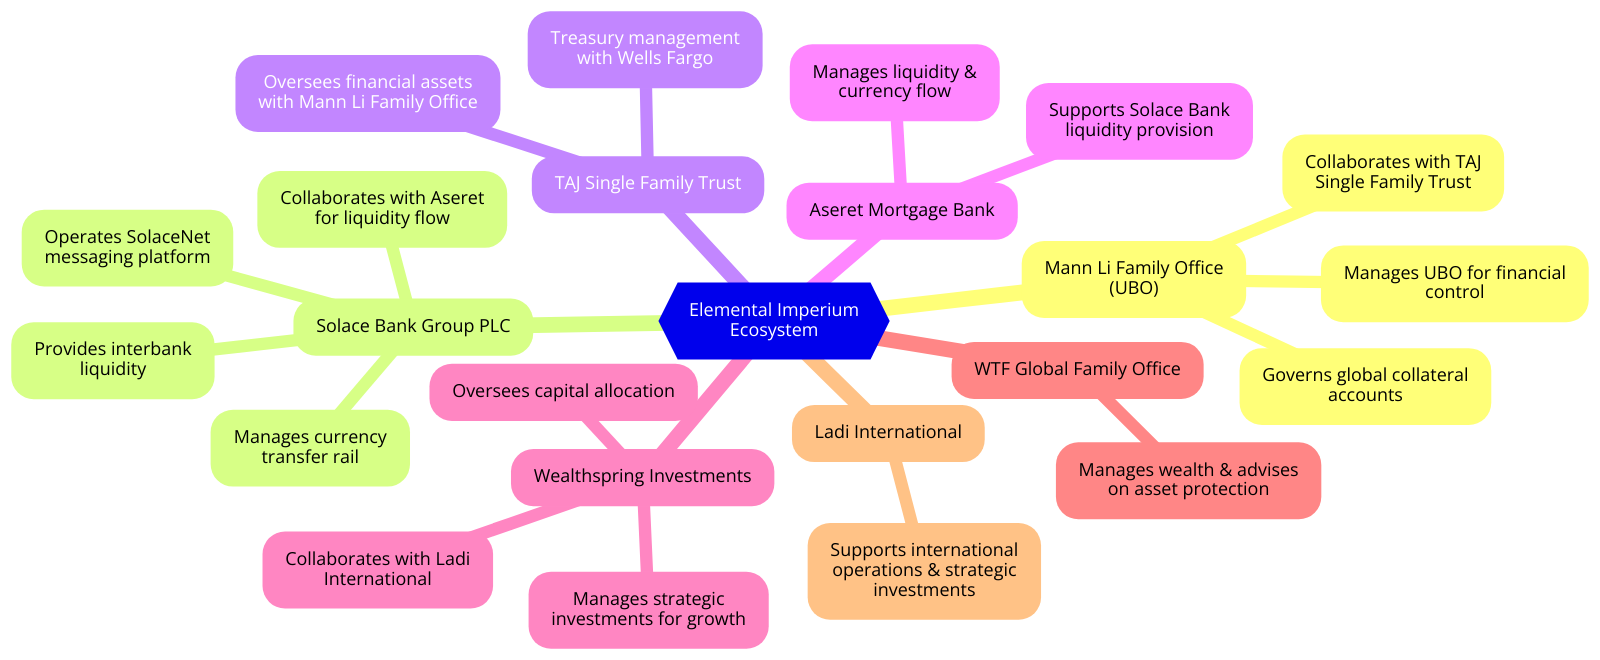 Treasury management
with Wells Fargo
Oversees financial assets
with Mann Li Family Office
TAJ Single Family Trust
Manages liquidity &
currency flow
Supports Solace Bank
liquidity provision
Aseret Mortgage Bank
Collaborates with TAJ
Single Family Trust
Mann Li Family Office
(UBO)
Manages UBO for financial
control
Governs global collateral
accounts
Collaborates with Aseret
for liquidity flow
Operates SolaceNet
messaging platform
Solace Bank Group PLC
Provides interbank
liquidity
Manages currency
transfer rail
Elemental Imperium
Ecosystem
WTF Global Family Office
Manages wealth & advises
on asset protection
Oversees capital allocation
Wealthspring Investments
Collaborates with Ladi
International
Manages strategic
investments for growth
Ladi International
Supports international
operations & strategic
investments